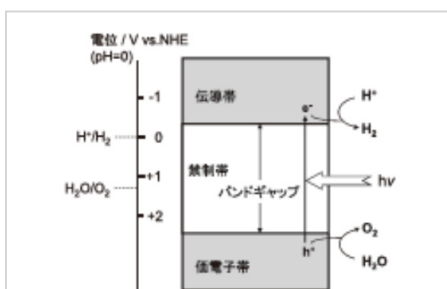 電位 / V vs.NHE
(pH=0)
伝導帯
-1
e⁻
H⁺
H₂
H⁺/H₂
0
禁制帯
+1
バンドギャップ
hν
H₂O/O₂
+2
O₂
h⁺
価電子帯
H₂O